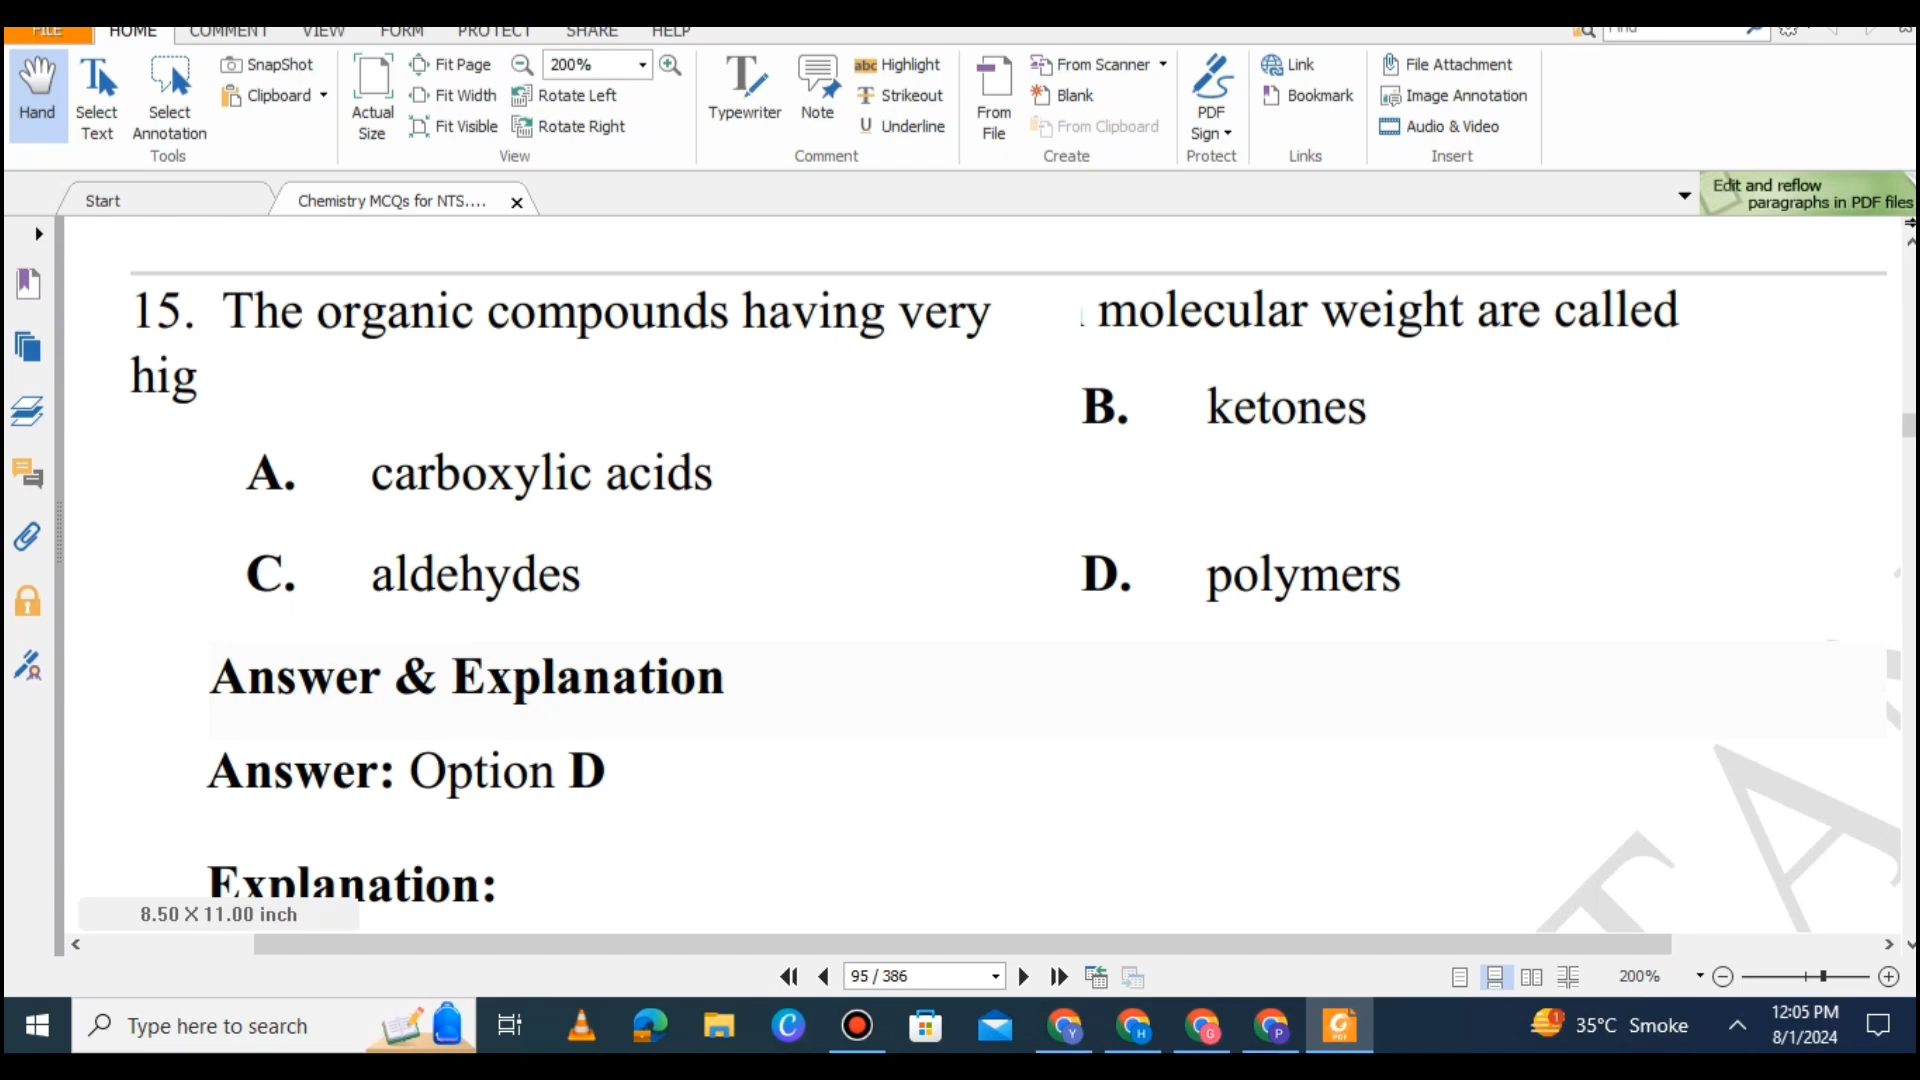 FILE HOME COMMENT VIEW FORM PROTECT SHARE HELP Find
Hand
Select Text
Select Annotation
SnapShot
Clipboard
Tools
Actual Size
Fit Page
Fit Width
Fit Visible
200%
Rotate Left
Rotate Right
View
Typewriter
Note
abc Highlight
Strikeout
Underline
Comment
From File
From Scanner
Blank
From Clipboard
Create
PDF Sign
Protect
Link
Bookmark
Links
File Attachment
Image Annotation
Audio & Video
Insert
Start
Chemistry MCQs for NTS....
Edit and reflow
paragraphs in PDF files
15. The organic compounds having very molecular weight are called
hig
A. carboxylic acids
B. ketones
C. aldehydes
D. polymers
Answer & Explanation
Answer: Option D
Explanation:
8.50 X 11.00 inch
95 / 386
200%
Type here to search
35°C Smoke
12:05 PM
8/1/2024